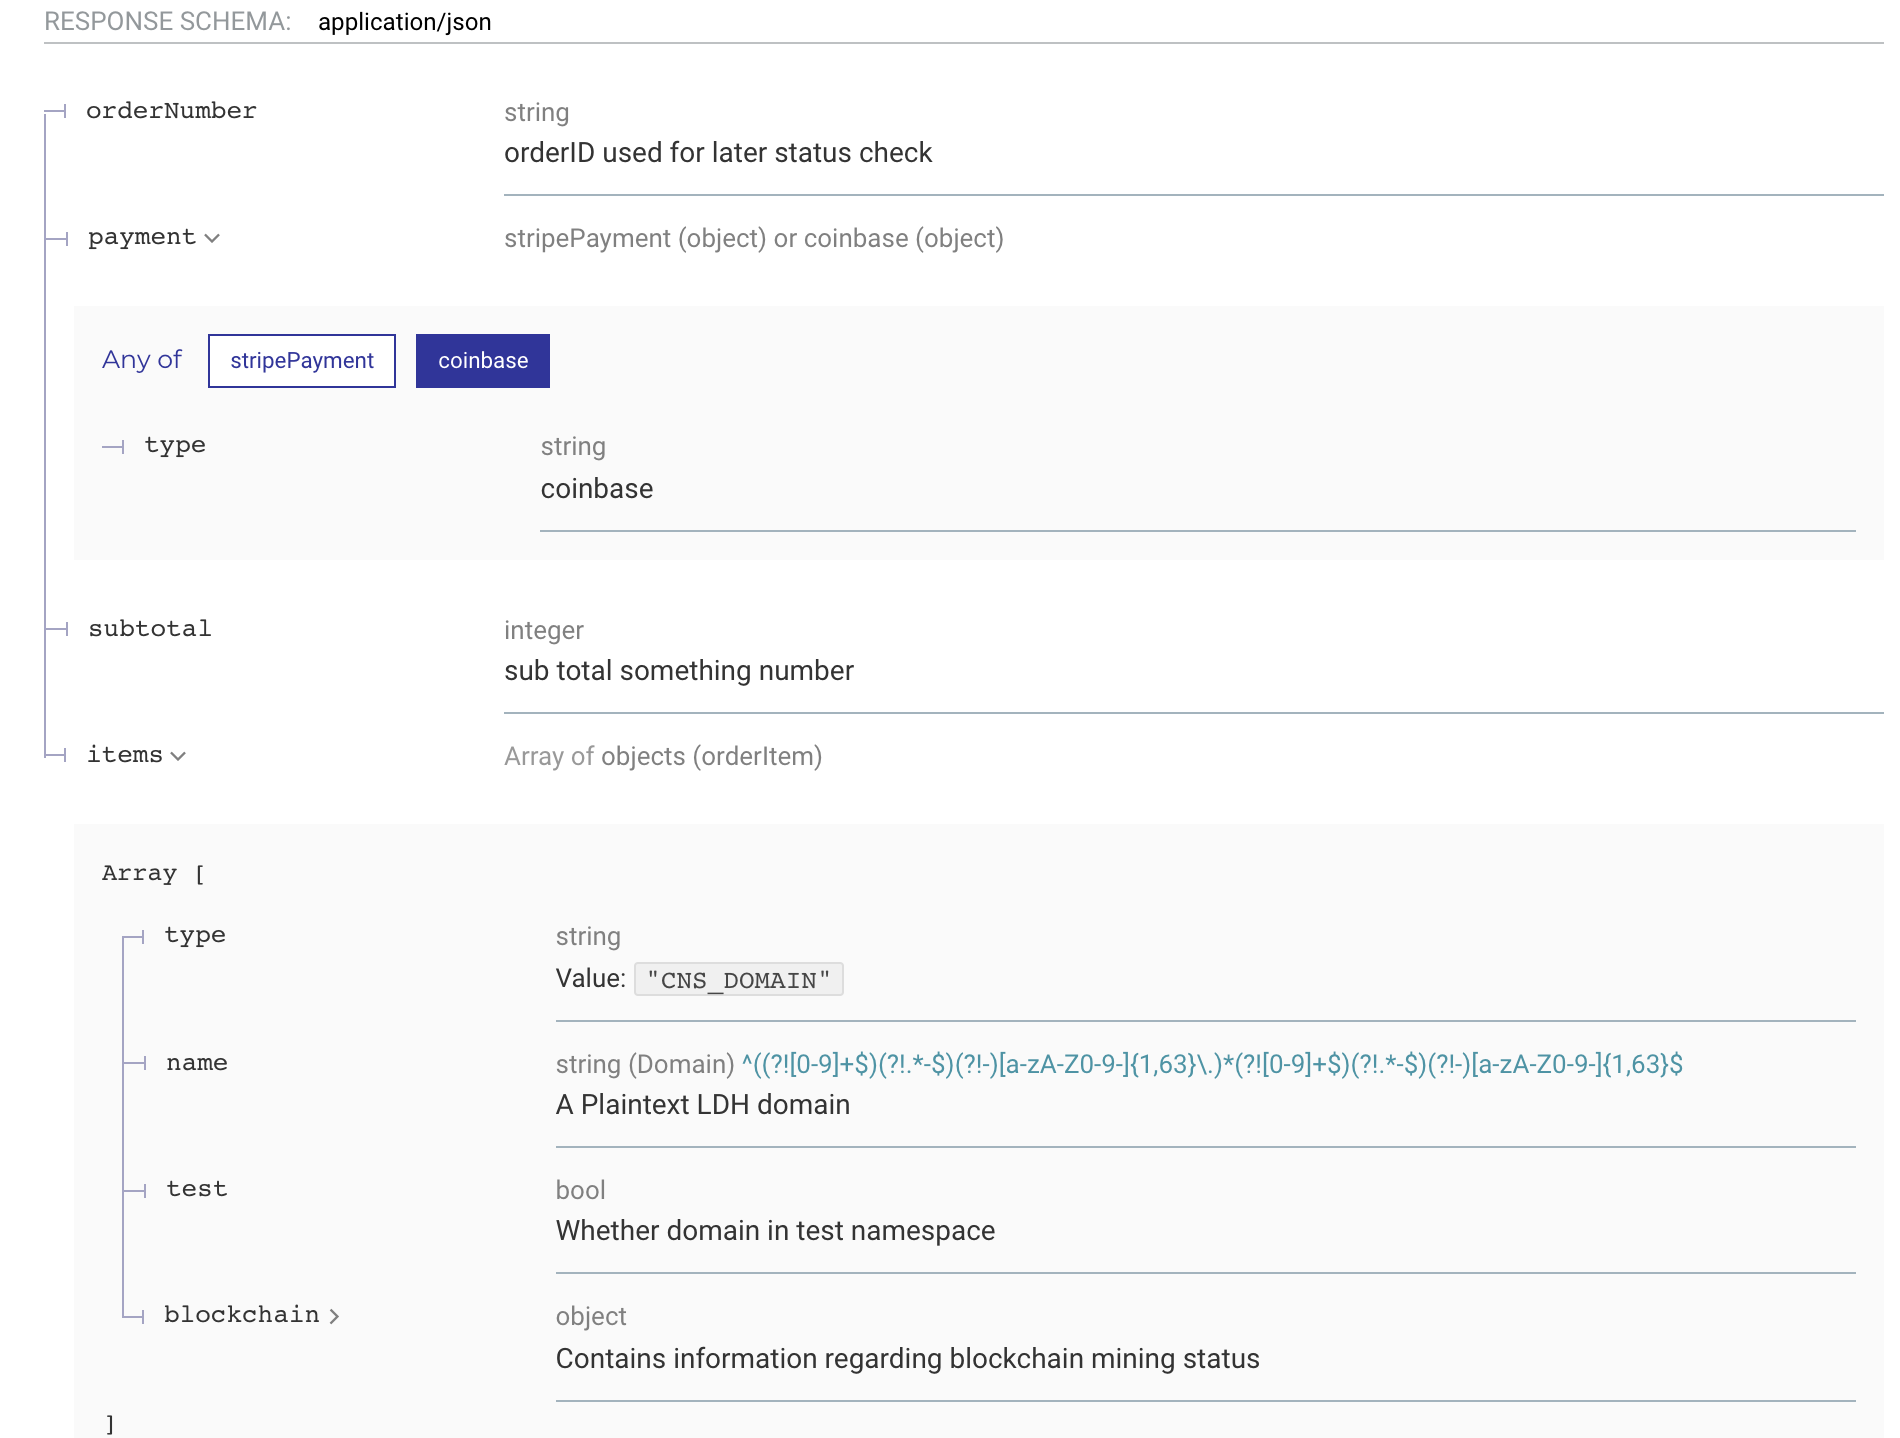 RESPONSE SCHEMA: application/json
orderNumber string
orderID used for later status check
payment stripePayment (object) or coinbase (object)
Any of stripePayment coinbase
type string
coinbase
subtotal integer
sub total something number
items Array of objects (orderItem)
Array [
type string
Value: "CNS_DOMAIN"
name string (Domain) ^((?![0-9]+$)(?!.*-$)(?!-)[a-zA-Z0-9-]{1,63}\.)*(?![0-9]+$)(?!.*-$)(?!-)[a-zA-Z0-9-]{1,63}$
A Plaintext LDH domain
test bool
Whether domain in test namespace
blockchain object
Contains information regarding blockchain mining status
]